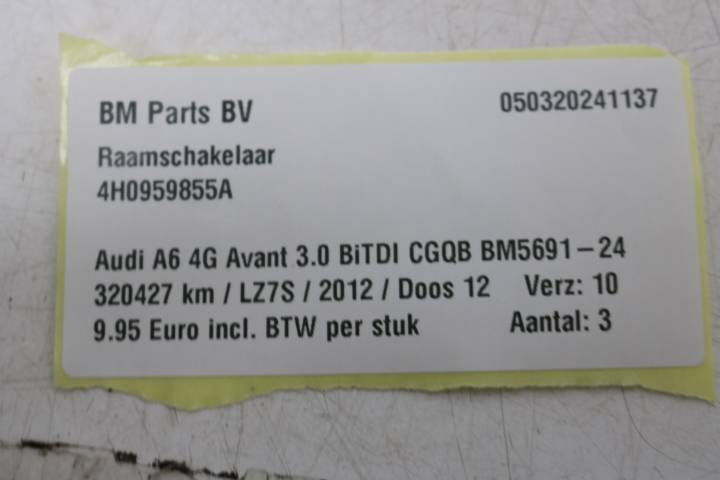 BM Parts BV 050320241137
Raamschakelaar
4H0959855A
Audi A6 4G Avant 3.0 BiTDI CGQB BM5691-24
320427 km / LZ7S / 2012 / Doos 12 Verz: 10
9.95 Euro incl. BTW per stuk Aantal: 3